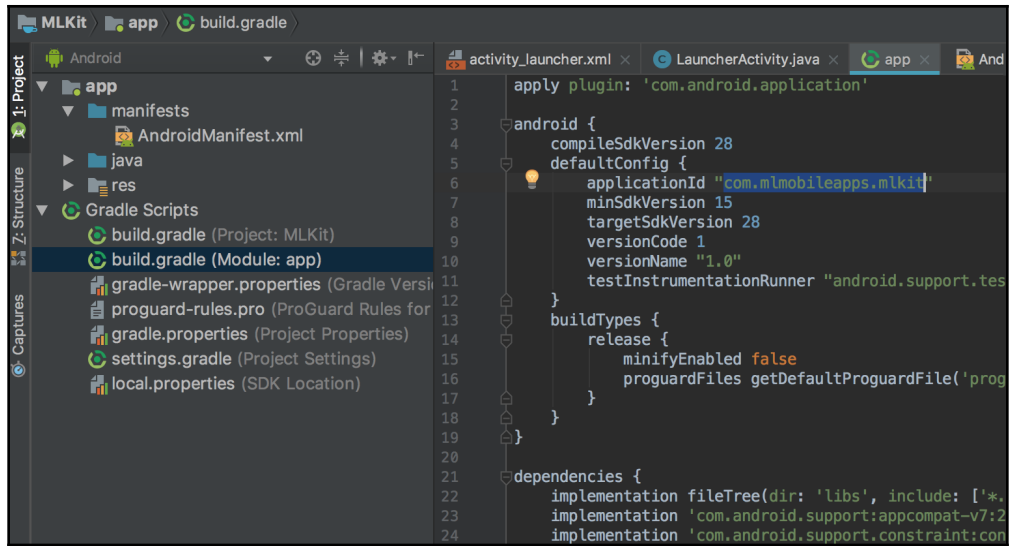 MLKit app build.gradle
Android
activity_launcher.xml LauncherActivity.java app And
1: Project
Z: Structure
Captures
app
manifests
AndroidManifest.xml
java
res
Gradle Scripts
build.gradle (Project: MLKit)
build.gradle (Module: app)
gradle-wrapper.properties (Gradle Versi
proguard-rules.pro (ProGuard Rules for
gradle.properties (Project Properties)
settings.gradle (Project Settings)
local.properties (SDK Location)
1 apply plugin: 'com.android.application'
2
3 android {
4 compileSdkVersion 28
5 defaultConfig {
6 applicationId "com.mlmobileapps.mlkit"
7 minSdkVersion 15
8 targetSdkVersion 28
9 versionCode 1
10 versionName "1.0"
11 testInstrumentationRunner "android.support.tes
12 }
13 buildTypes {
14 release {
15 minifyEnabled false
16 proguardFiles getDefaultProguardFile('prog
17 }
18 }
19 }
20
21 dependencies {
22 implementation fileTree(dir: 'libs', include: ['*.
23 implementation 'com.android.support:appcompat-v7:2
24 implementation 'com.android.support.constraint:con